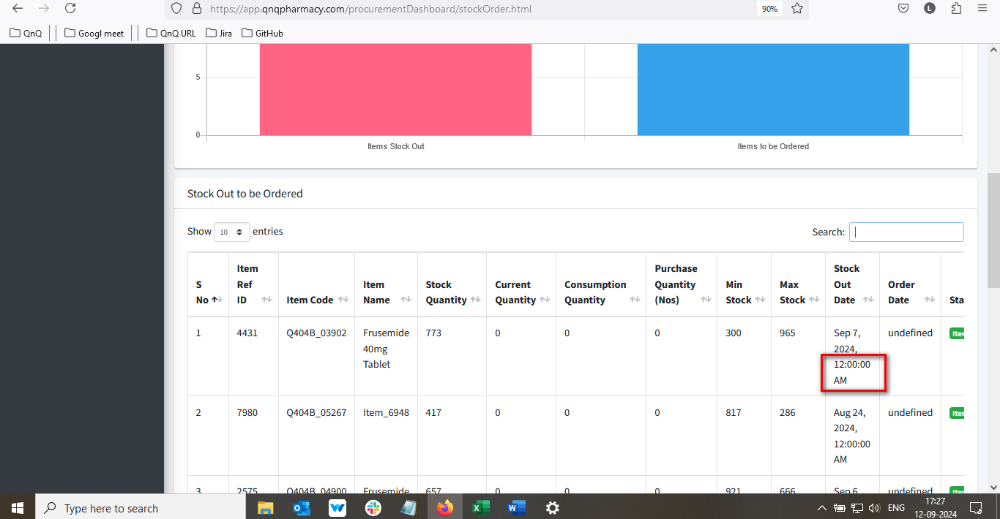 https://app.qnqpharmacy.com/procurementDashboard/stockOrder.html
90%
L
QnQ
Googl meet
QnQ URL
Jira
GitHub
5
0
Items Stock Out
Items to be Ordered
Stock Out to be Ordered
Show 10 entries
Search:
S No
Item Ref ID
Item Code
Item Name
Stock Quantity
Current Quantity
Consumption Quantity
Purchase Quantity (Nos)
Min Stock
Max Stock
Stock Out Date
Order Date
Sta
1 4431 Q404B_03902 Frusemide 773 0 0 0 300 965 Sep 7, undefined Iter
40mg 2024,
Tablet 12:00:00
AM
2 7980 Q404B_05267 Item_6948 417 0 0 0 817 286 Aug 24, undefined Iter
2024,
12:00:00
AM
3 2575 Q404B_04900 Frusemide 657 0 0 0 921 666 Sep 6, undefined Iter
Type here to search
ENG
17:27
12-09-2024